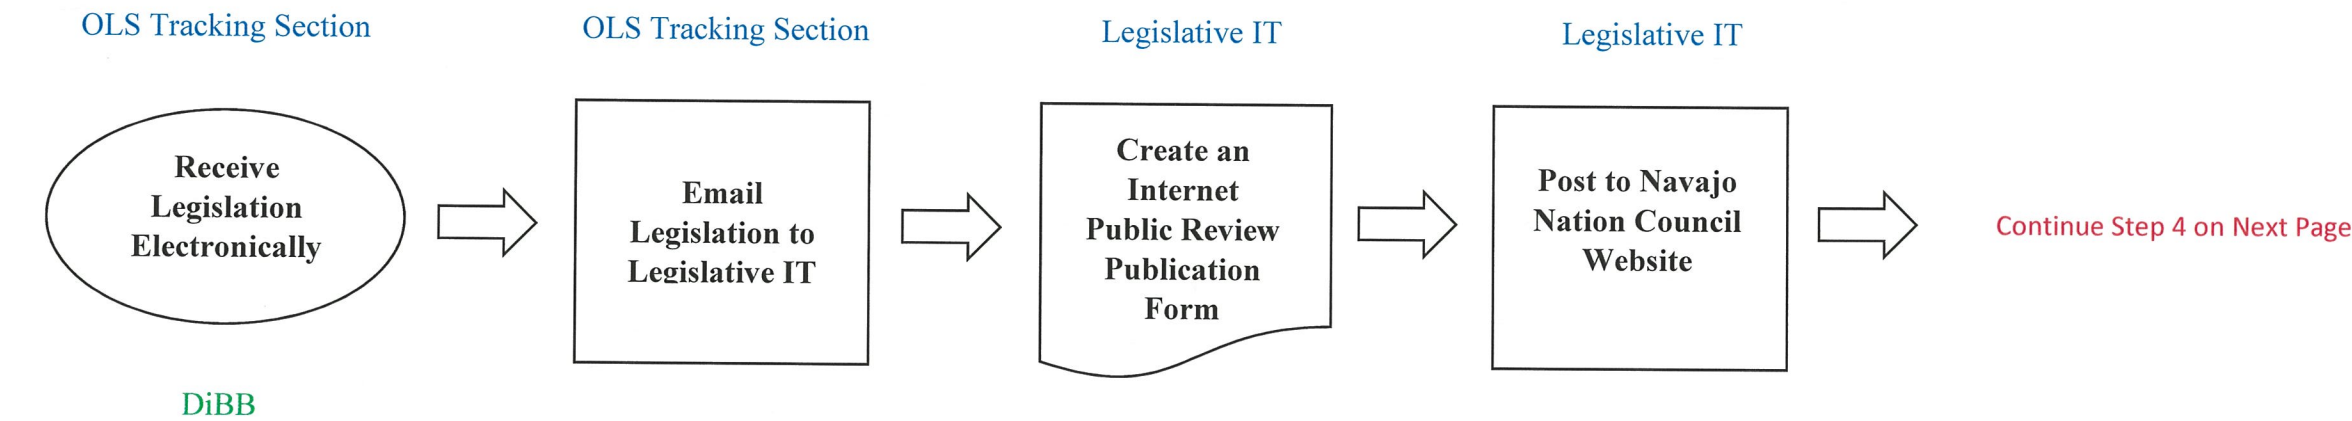 OLS Tracking Section
OLS Tracking Section
Legislative IT
Legislative IT
Receive
Legislation
Electronically
Email
Legislation to
Legislative IT
Create an
Internet
Public Review
Publication
Form
Post to Navajo
Nation Council
Website
Continue Step 4 on Next Page
DiBB